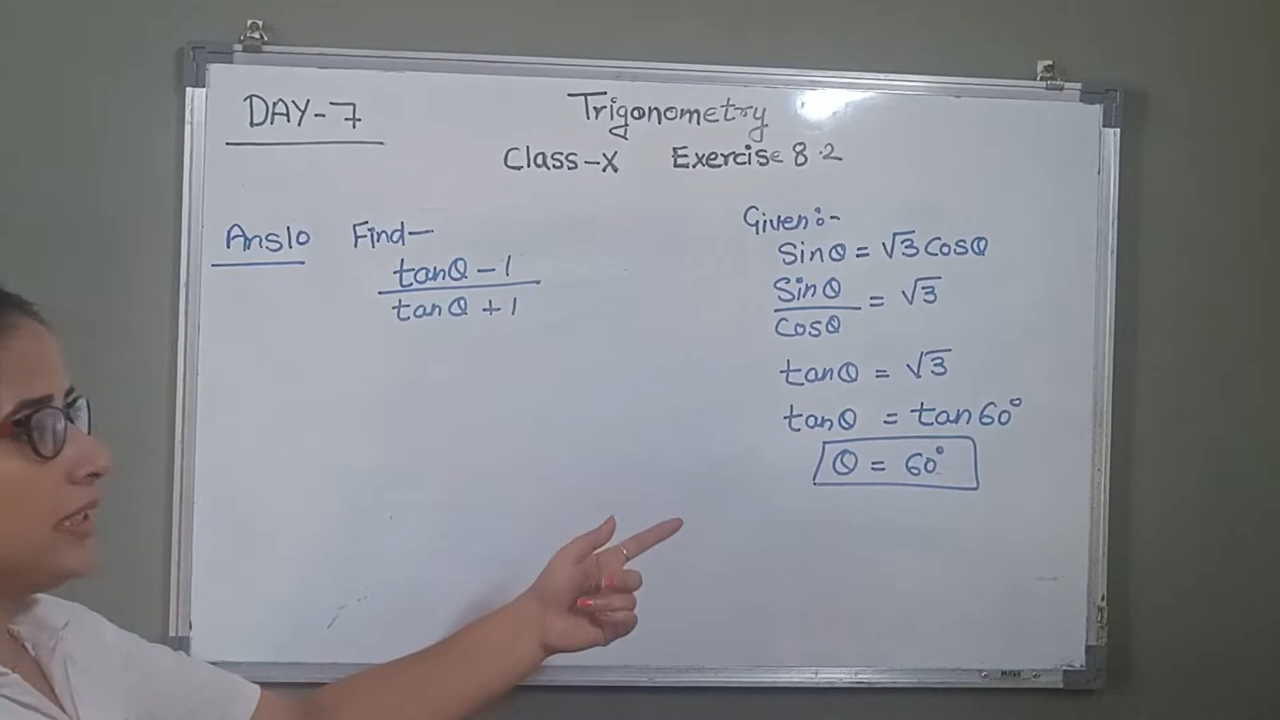 DAY-7
Trigonometry
Class-X Exercise 8.2
Ans10 Find-
tanθ - 1
tanθ + 1
Given:-
Sinθ = √3 Cosθ
Sinθ
Cosθ
= √3
tanθ = √3
tanθ = tan60°
θ = 60°